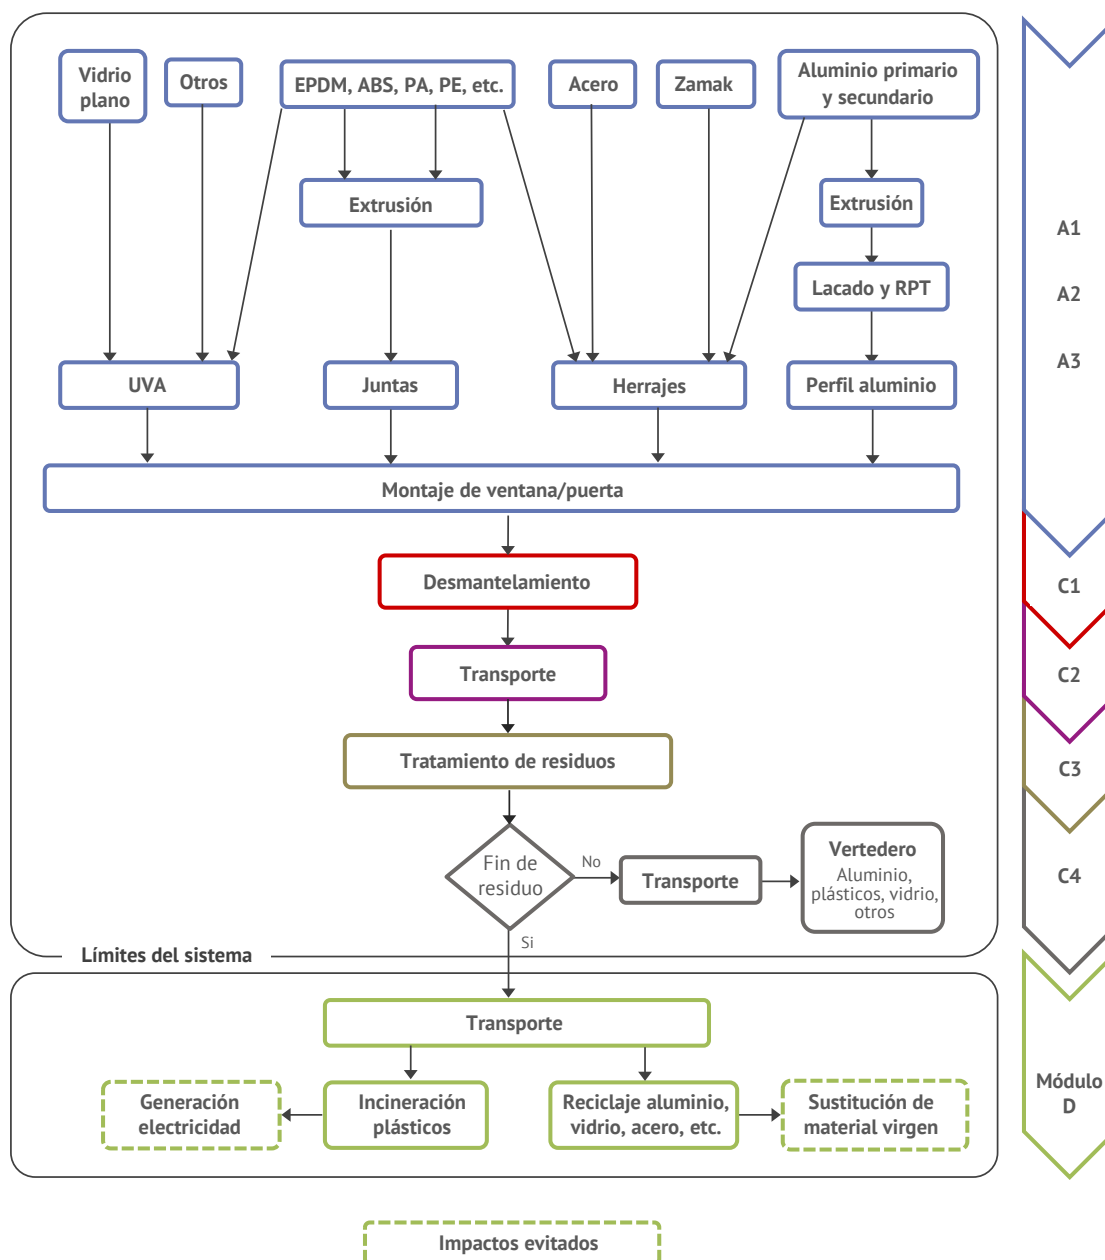 Vidrio
plano
Otros
EPDM, ABS, PA, PE, etc.
Acero
Zamak
Aluminio primario
y secundario
Extrusión
Extrusión
Lacado y RPT
UVA
Juntas
Herrajes
Perfil aluminio
Montaje de ventana/puerta
Desmantelamiento
Transporte
Tratamiento de residuos
Fin de
residuo
No
Transporte
Vertedero
Aluminio,
plásticos, vidrio,
otros
Si
Límites del sistema
Transporte
Generación
electricidad
Incineración
plásticos
Reciclaje aluminio,
vidrio, acero, etc.
Sustitución de
material virgen
Impactos evitados
A1
A2
A3
C1
C2
C3
C4
Módulo
D